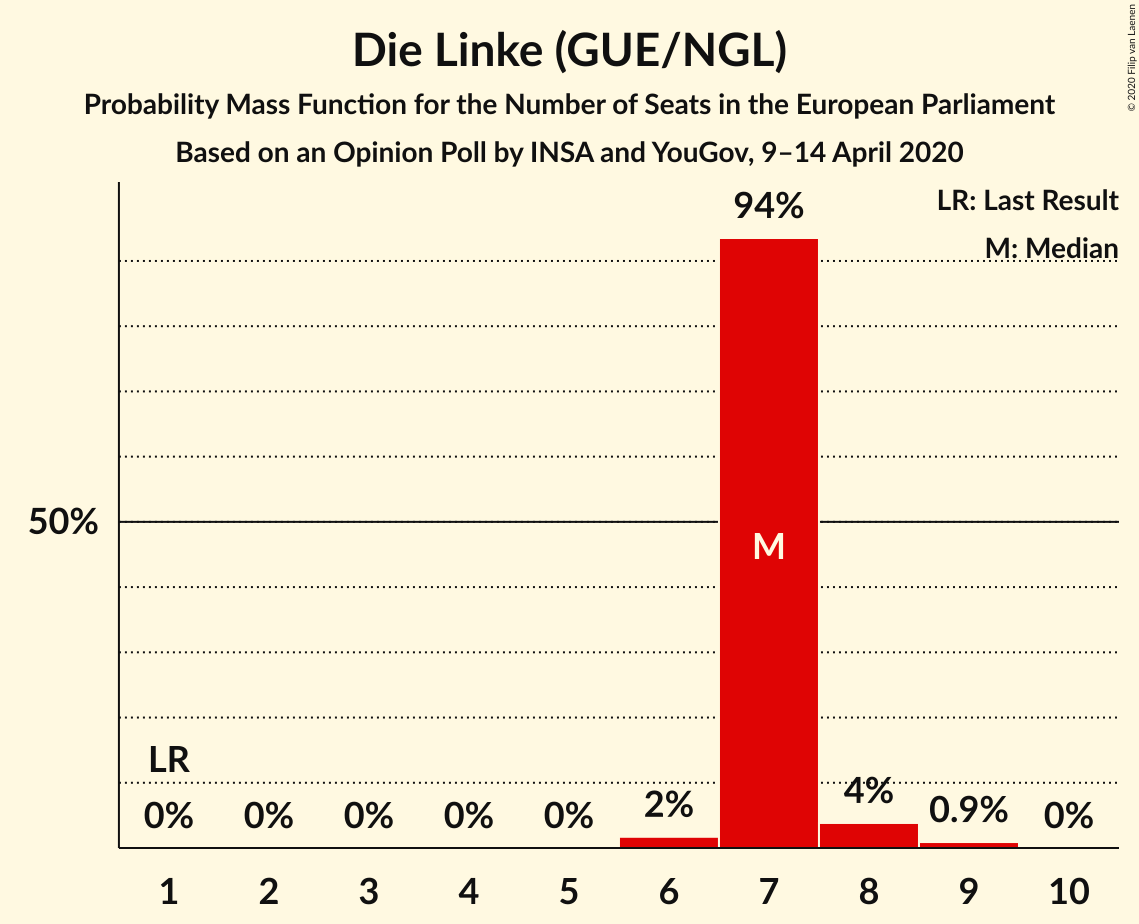 Die Linke (GUE/NGL)
Probability Mass Function for the Number of Seats in the European Parliament
Based on an Opinion Poll by INSA and YouGov, 9–14 April 2020
© 2020 Filip van Laenen
LR: Last Result
M: Median
94%
50%
M
LR
0%
0%
0%
0%
0%
2%
4%
0.9%
0%
1
2
3
4
5
6
7
8
9
10